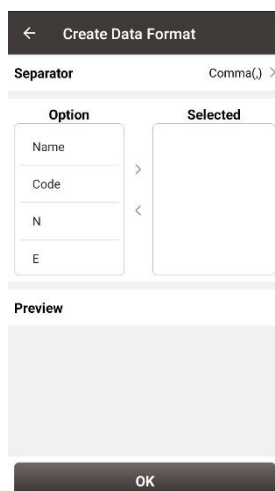 Create Data Format
Separator Comma(,)
Option Selected
Name
Code
N
E
Preview
OK